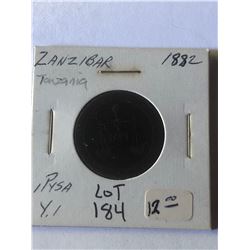 ZANZIBAR 1882
Tanzania
1 PYSA
Y.1
LOT
184
12.00